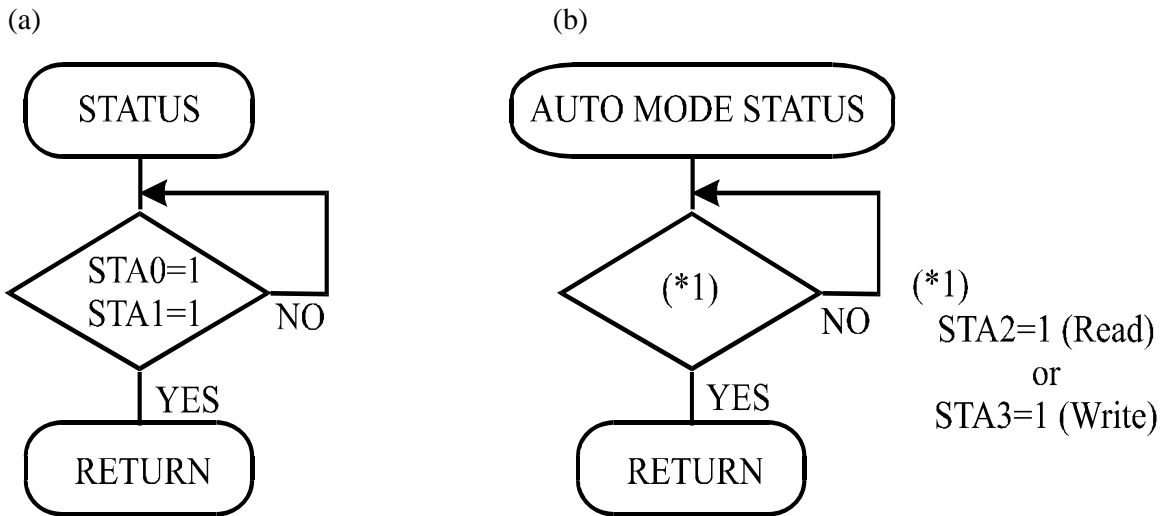 (a)
STATUS
STA0=1
STA1=1
NO
YES
RETURN
(b)
AUTO MODE STATUS
(*1)
NO
YES
RETURN
(*1)
STA2=1 (Read)
or
STA3=1 (Write)